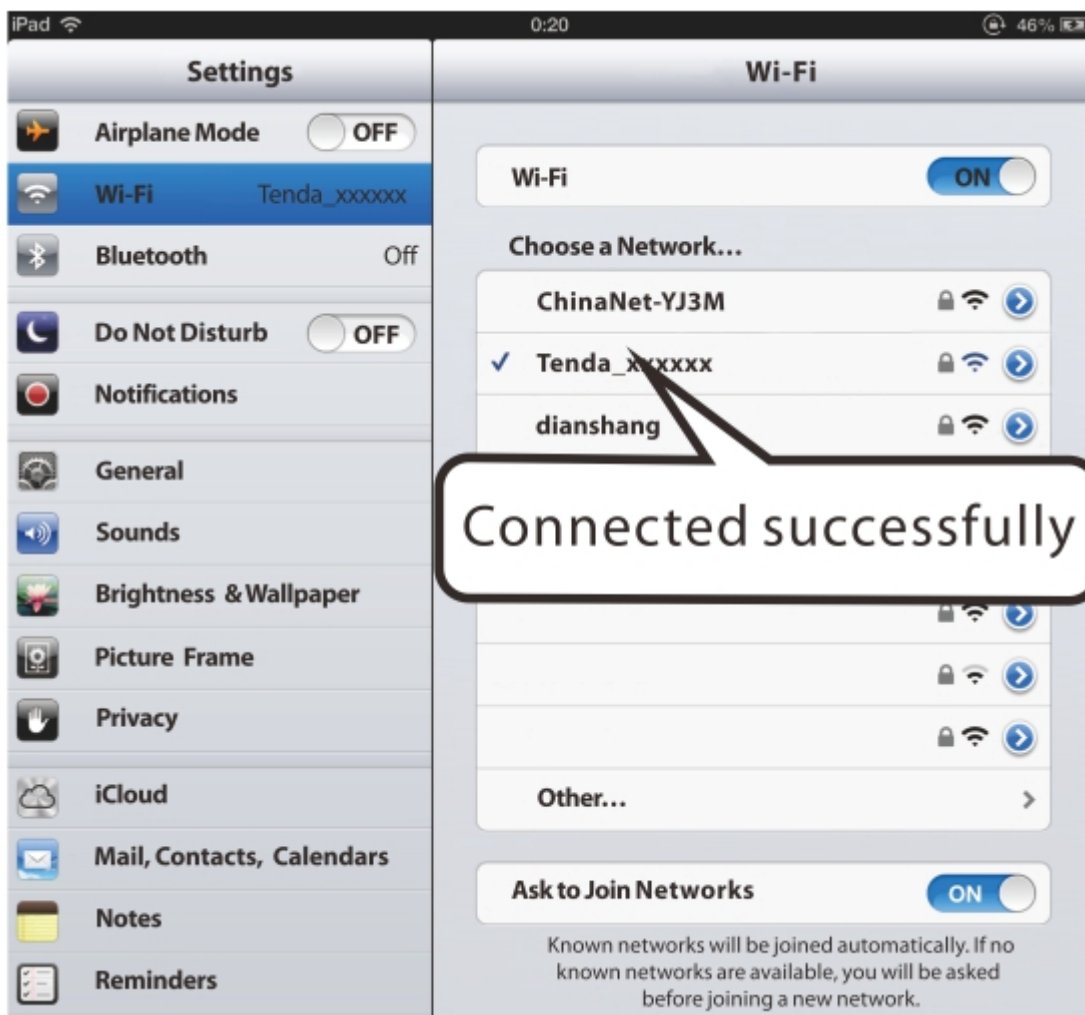 iPad 0:20 46%
Settings
Airplane Mode OFF
Wi-Fi Tenda_xxxxxx
Bluetooth Off
Do Not Disturb OFF
Notifications
General
Sounds
Brightness & Wallpaper
Picture Frame
Privacy
iCloud
Mail, Contacts, Calendars
Notes
Reminders
Wi-Fi
Wi-Fi ON
Choose a Network...
ChinaNet-YJ3M
Tenda_xxxxxx
dianshang
Connected successfully
Other...
Ask to Join Networks ON
Known networks will be joined automatically. If no
known networks are available, you will be asked
before joining a new network.